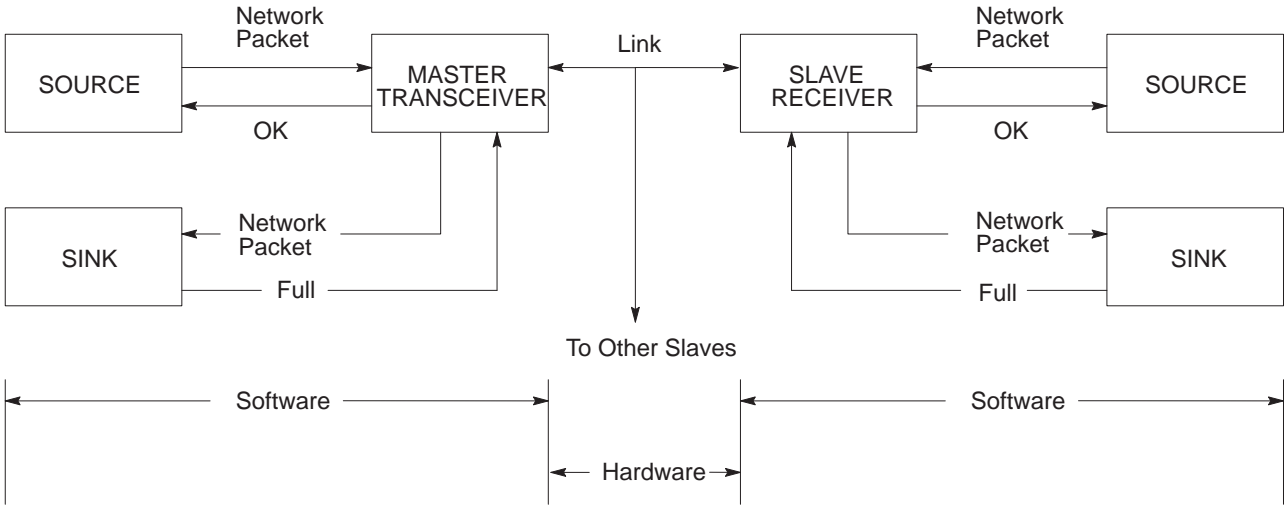 Network
Packet
Network
Packet
Link
SOURCE
MASTER
TRANSCEIVER
SLAVE
RECEIVER
SOURCE
OK
OK
Network
Packet
Network
Packet
SINK
SINK
Full
Full
To Other Slaves
Software
Software
Hardware